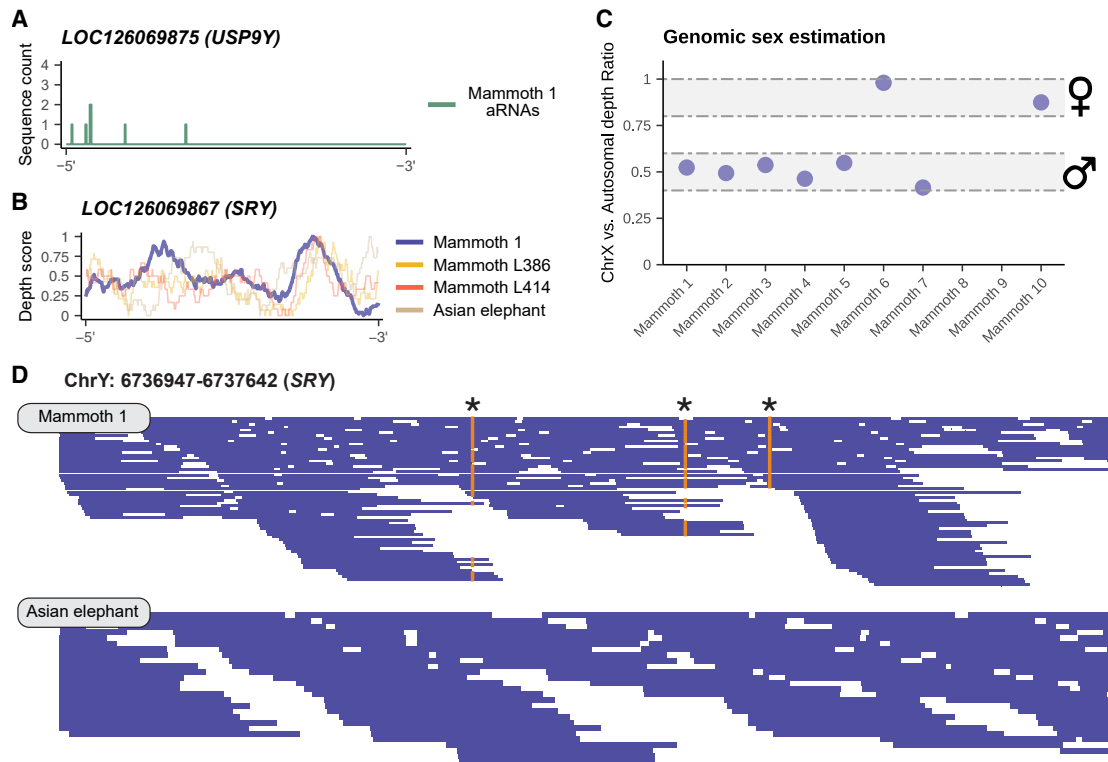 A
LOC126069875 (USP9Y)
Sequence count
4
3
2
1
0
–5'
–3'
Mammoth 1
aRNAs
B
LOC126069867 (SRY)
Depth score
1
0.75
0.5
0.25
0
–5'
–3'
Mammoth 1
Mammoth L386
Mammoth L414
Asian elephant
C
Genomic sex estimation
ChrX vs. Autosomal depth Ratio
1
0.75
0.5
0.25
0
♀
♂
Mammoth 1
Mammoth 2
Mammoth 3
Mammoth 4
Mammoth 5
Mammoth 6
Mammoth 7
Mammoth 8
Mammoth 9
Mammoth 10
D
ChrY: 6736947-6737642 (SRY)
Mammoth 1
* * *
Asian elephant